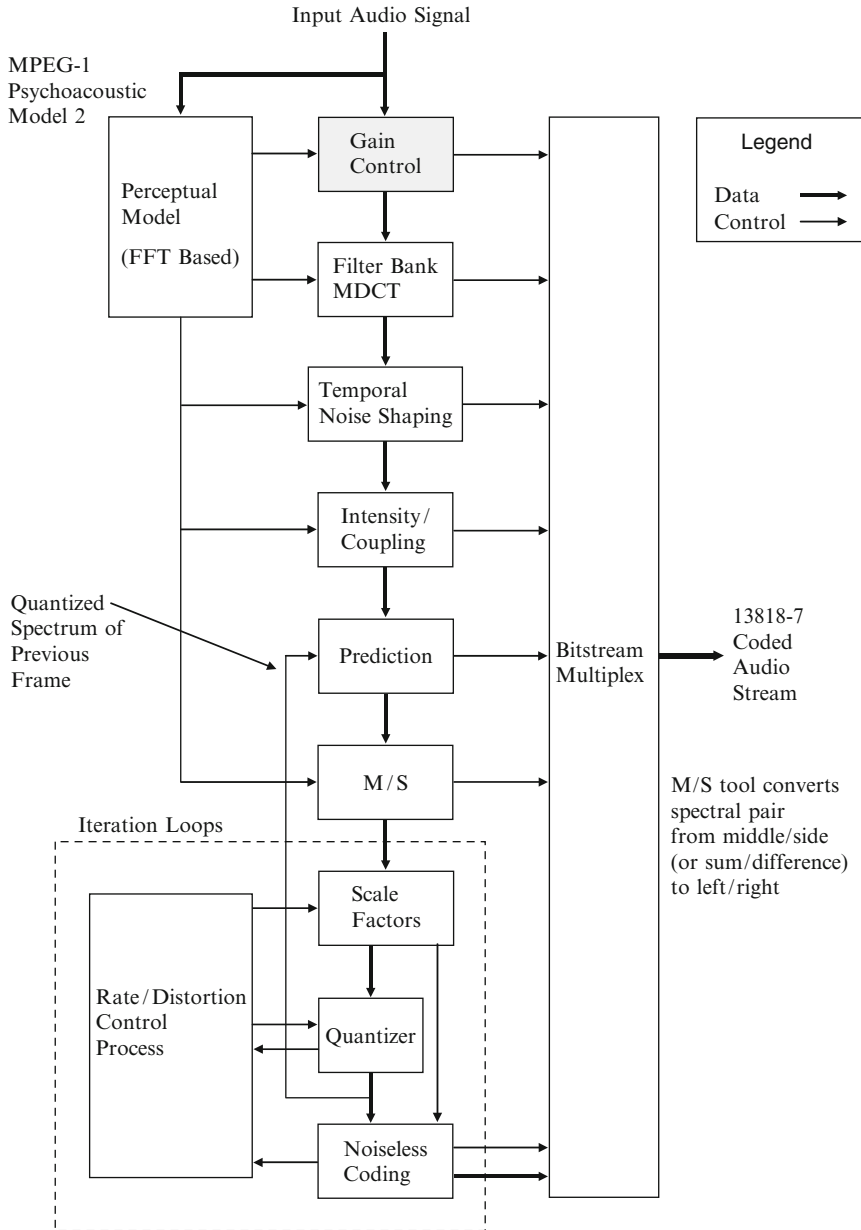 Input Audio Signal
MPEG-1
Psychoacoustic
Model 2
Gain
Control
Legend
Data
Control
Perceptual
Model
(FFT Based)
Filter Bank
MDCT
Temporal
Noise Shaping
Intensity/
Coupling
Quantized
Spectrum of
Previous
Frame
Prediction
Bitstream
Multiplex
13818-7
Coded
Audio
Stream
M/S
M/S tool converts
spectral pair
from middle/side
(or sum/difference)
to left/right
Iteration Loops
Scale
Factors
Rate/Distortion
Control
Process
Quantizer
Noiseless
Coding